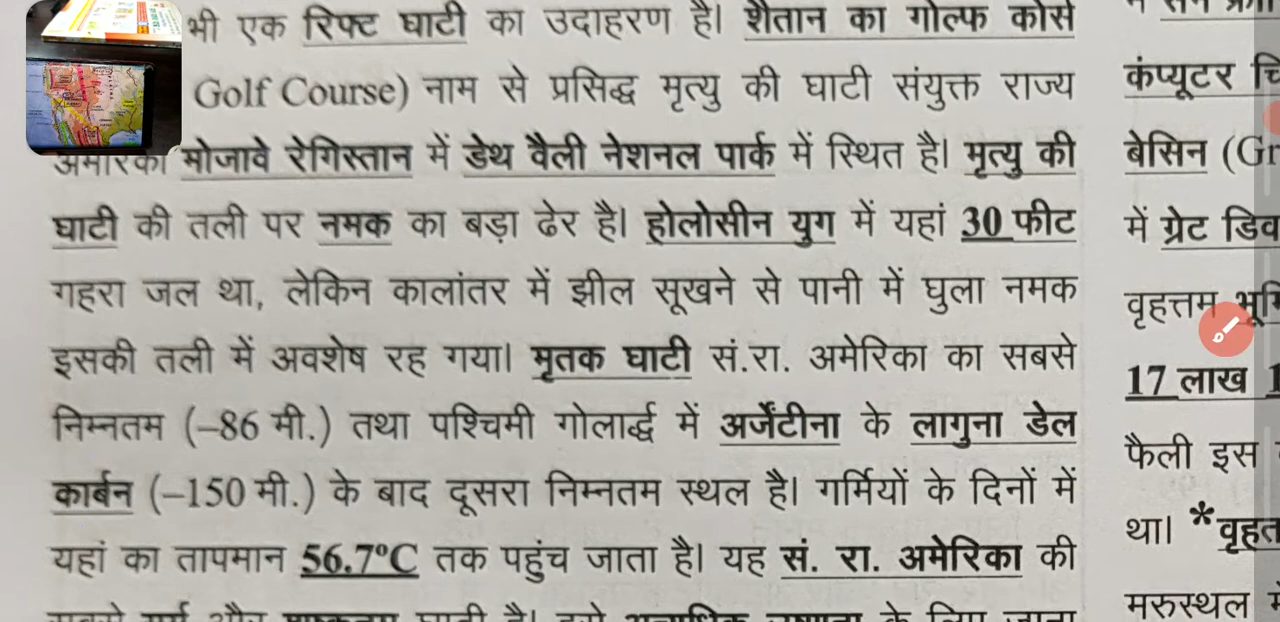 भी एक रिफ्ट घाटी का उदाहरण है। शैतान का गोल्फ कोर्स
Golf Course) नाम से प्रसिद्ध मृत्यु की घाटी संयुक्त राज्य
अमेरिका मोजावे रेगिस्तान में डेथ वैली नेशनल पार्क में स्थित है। मृत्यु की
घाटी की तली पर नमक का बड़ा ढेर है। होलोसीन युग में यहां 30 फीट
गहरा जल था, लेकिन कालांतर में झील सूखने से पानी में घुला नमक
इसकी तली में अवशेष रह गया। मृतक घाटी सं.रा. अमेरिका का सबसे
निम्नतम (–86 मी.) तथा पश्चिमी गोलार्द्ध में अर्जेंटीना के लागुना डेल
कार्बन (–150 मी.) के बाद दूसरा निम्नतम स्थल है। गर्मियों के दिनों में
यहां का तापमान 56.7°C तक पहुंच जाता है। यह सं. रा. अमेरिका की
कंप्यूटर
बेसिन
में ग्रेट
वृहत्तम
17 लाख
फैली इस
था।
मरुस्थल